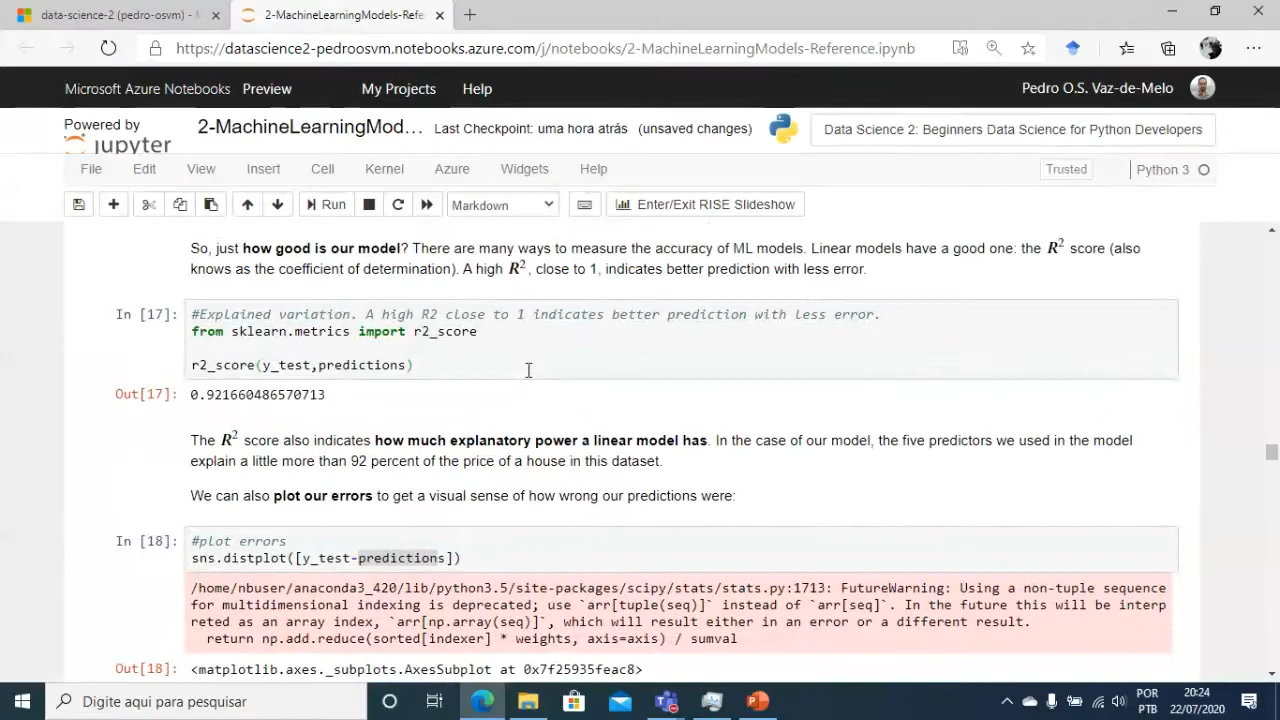 data-science-2 (pedro-osvm) - M
2-MachineLearningModels-Refe
https://datascience2-pedroosvm.notebooks.azure.com/j/notebooks/2-MachineLearningModels-Reference.ipynb
Microsoft Azure Notebooks Preview My Projects Help Pedro O.S. Vaz-de-Melo
Powered by
jupyter
2-MachineLearningMod... Last Checkpoint: uma hora atrás (unsaved changes) Data Science 2: Beginners Data Science for Python Developers
File Edit View Insert Cell Kernel Azure Widgets Help Trusted Python 3
Run Markdown Enter/Exit RISE Slideshow
So, just how good is our model? There are many ways to measure the accuracy of ML models. Linear models have a good one: the R² score (also
knows as the coefficient of determination). A high R², close to 1, indicates better prediction with less error.
In [17]: #Explained variation. A high R2 close to 1 indicates better prediction with less error.
from sklearn.metrics import r2_score
r2_score(y_test,predictions)
Out[17]: 0.921660486570713
The R² score also indicates how much explanatory power a linear model has. In the case of our model, the five predictors we used in the model
explain a little more than 92 percent of the price of a house in this dataset.
We can also plot our errors to get a visual sense of how wrong our predictions were:
In [18]: #plot errors
sns.distplot([y_test-predictions])
/home/nbuser/anaconda3_420/lib/python3.5/site-packages/scipy/stats/stats.py:1713: FutureWarning: Using a non-tuple sequence
for multidimensional indexing is deprecated; use `arr[tuple(seq)]` instead of `arr[seq]`. In the future this will be interp
reted as an array index, `arr[np.array(seq)]`, which will result either in an error or a different result.
return np.add.reduce(sorted[indexer] * weights, axis=axis) / sumval
Out[18]: <matplotlib.axes._subplots.AxesSubplot at 0x7f25935feac8>
Digite aqui para pesquisar
POR
PTB
20:24
22/07/2020